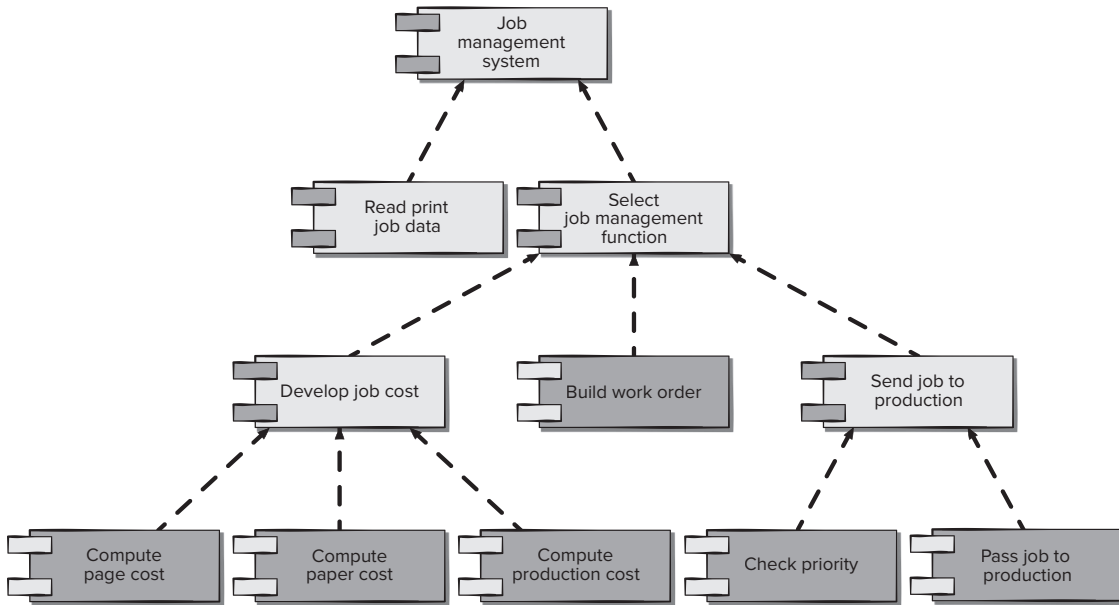 Job
management
system
Read print
job data
Select
job management
function
Develop job cost
Build work order
Send job to
production
Compute
page cost
Compute
paper cost
Compute
production cost
Check priority
Pass job to
production